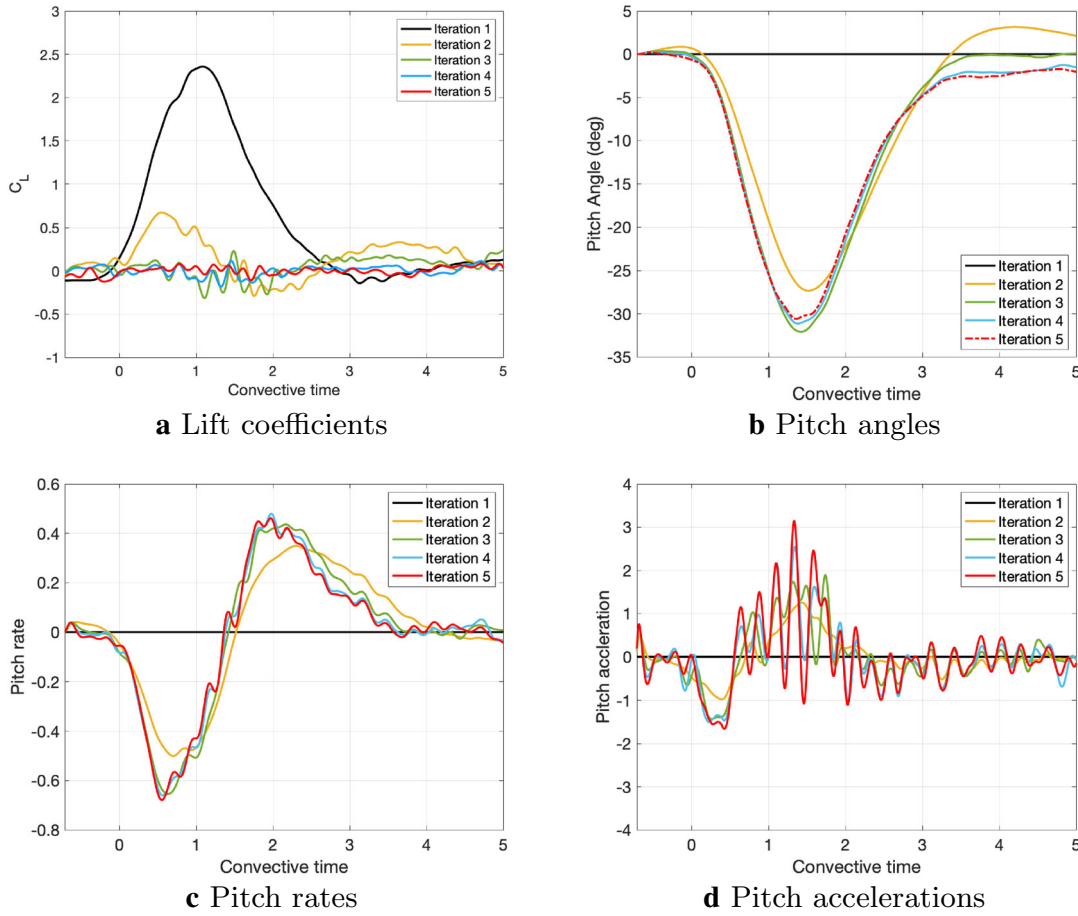 3
2.5
2
1.5
1
0.5
0
-0.5
-1
C_L
0 1 2 3 4 5
Convective time
Iteration 1
Iteration 2
Iteration 3
Iteration 4
Iteration 5
a Lift coefficients
5
0
-5
-10
-15
-20
-25
-30
-35
Pitch Angle (deg)
0 1 2 3 4 5
Convective time
Iteration 1
Iteration 2
Iteration 3
Iteration 4
Iteration 5
b Pitch angles
0.6
0.4
0.2
0
-0.2
-0.4
-0.6
-0.8
Pitch rate
0 1 2 3 4 5
Convective time
Iteration 1
Iteration 2
Iteration 3
Iteration 4
Iteration 5
c Pitch rates
4
3
2
1
0
-1
-2
-3
-4
Pitch accleration
0 1 2 3 4 5
Convective time
Iteration 1
Iteration 2
Iteration 3
Iteration 4
Iteration 5
d Pitch accelerations